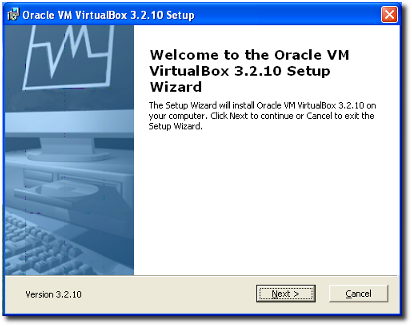 Oracle VM VirtualBox 3.2.10 Setup
Welcome to the Oracle VM
VirtualBox 3.2.10 Setup
Wizard
The Setup Wizard will install Oracle VM VirtualBox 3.2.10 on
your computer. Click Next to continue or Cancel to exit the
Setup Wizard.
Version 3.2.10
Next >
Cancel